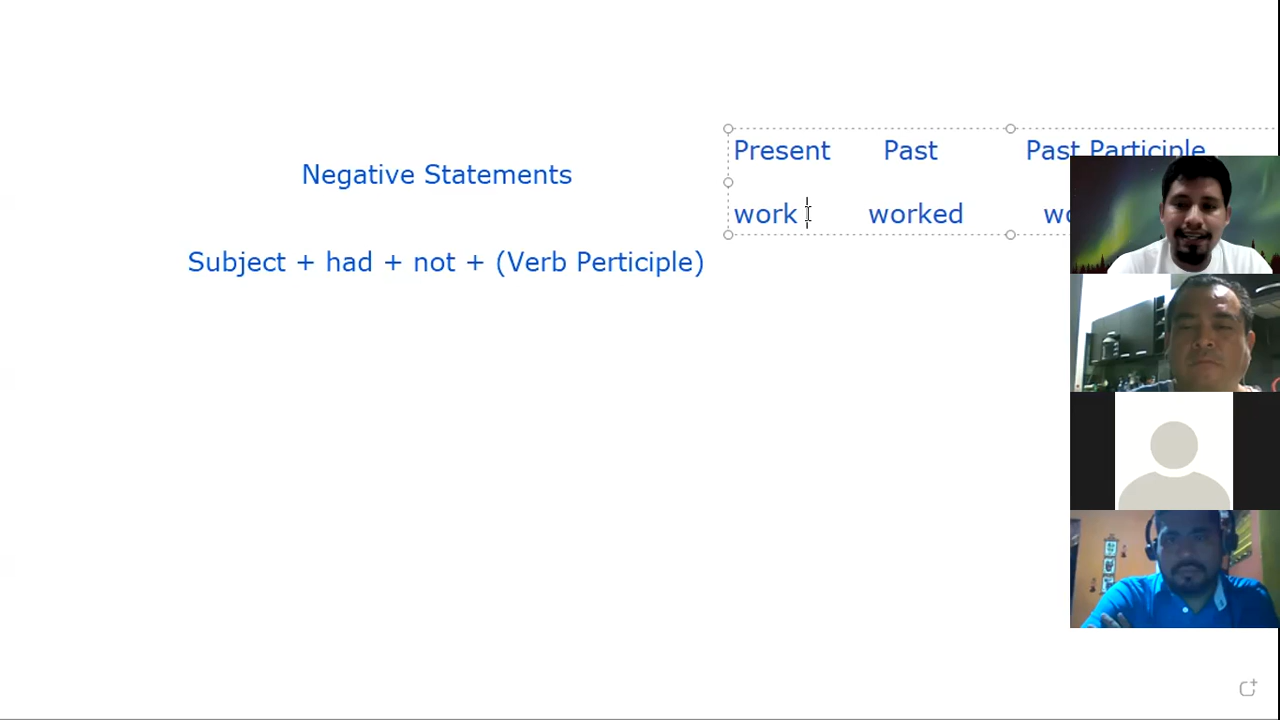 Present Past Past Participle
Negative Statements
work worked
Subject + had + not + (Verb Perticiple)